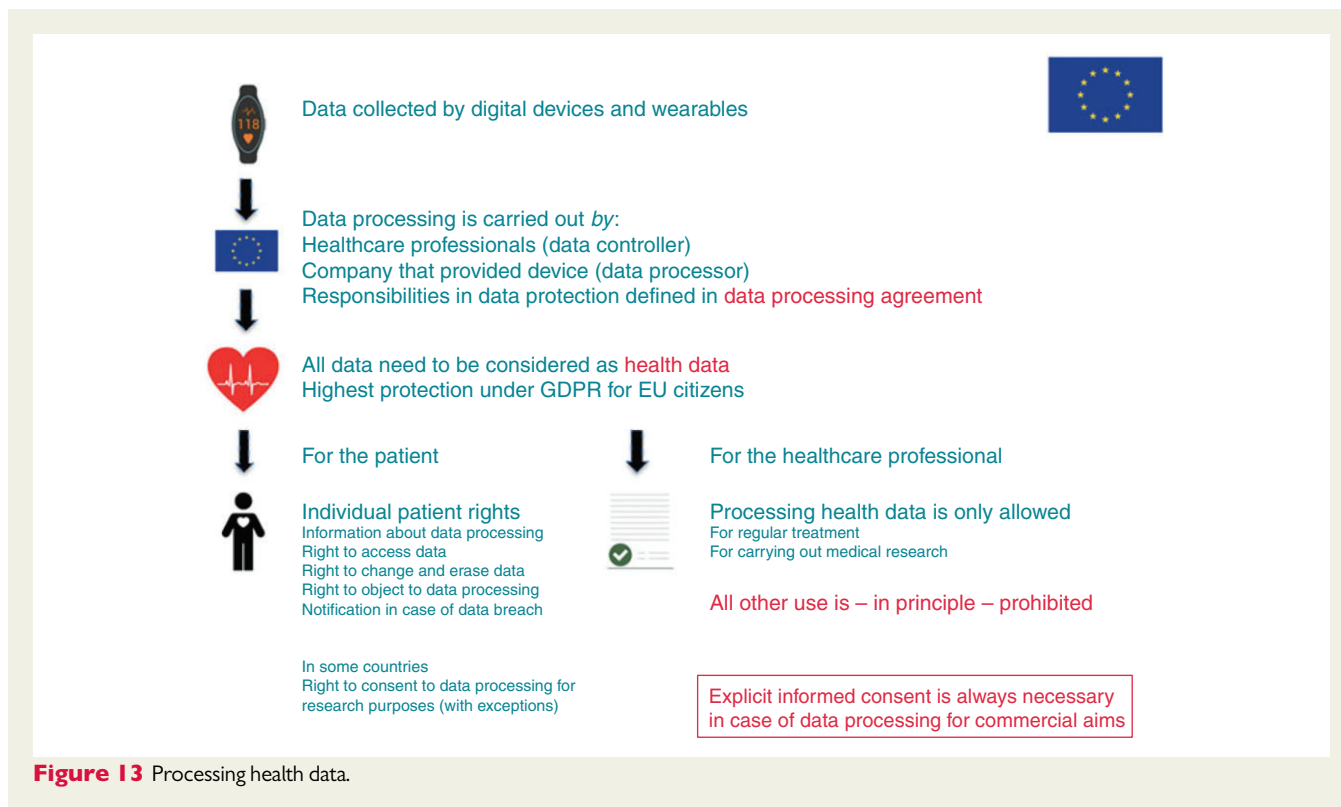 118
Data collected by digital devices and wearables
Data processing is carried out by:
Healthcare professionals (data controller)
Company that provided device (data processor)
Responsibilities in data protection defined in data processing agreement
All data need to be considered as health data
Highest protection under GDPR for EU citizens
For the patient
Individual patient rights
Information about data processing
Right to access data
Right to change and erase data
Right to object to data processing
Notification in case of data breach
In some countries
Right to consent to data processing for
research purposes (with exceptions)
For the healthcare professional
Processing health data is only allowed
For regular treatment
For carrying out medical research
All other use is – in principle – prohibited
Explicit informed consent is always necessary
in case of data processing for commercial aims
Figure 13 Processing health data.